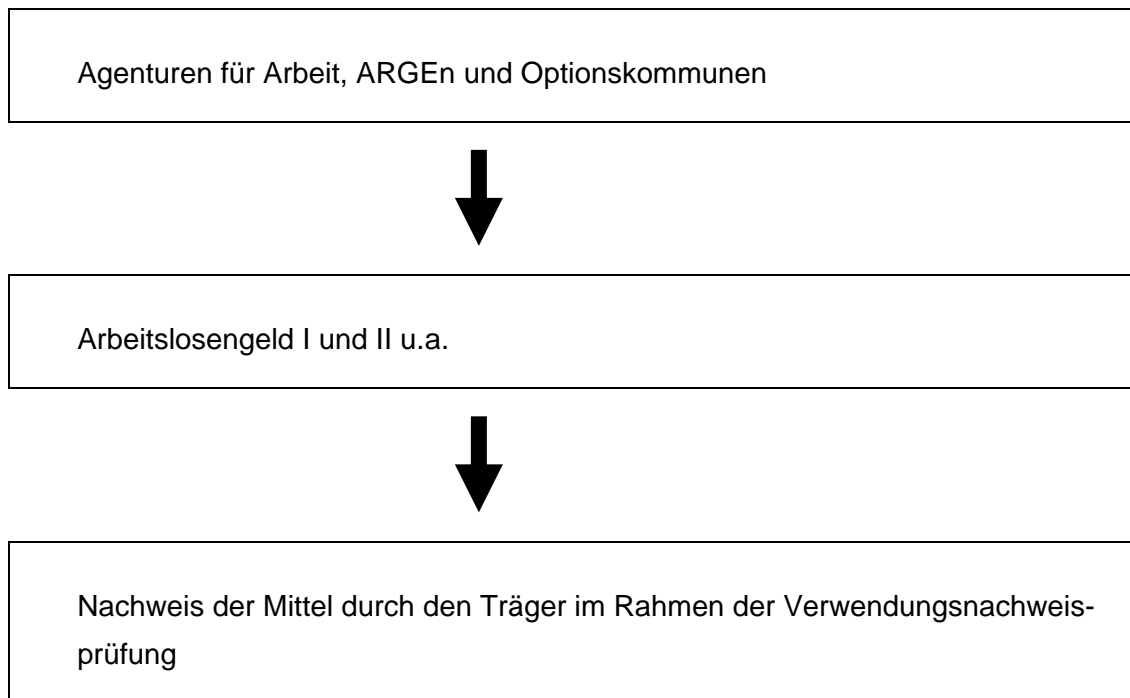 Agenturen für Arbeit, ARGEn und Optionskommunen
Arbeitslosengeld I und II u.a.
Nachweis der Mittel durch den Träger im Rahmen der Verwendungsnachweis-
prüfung